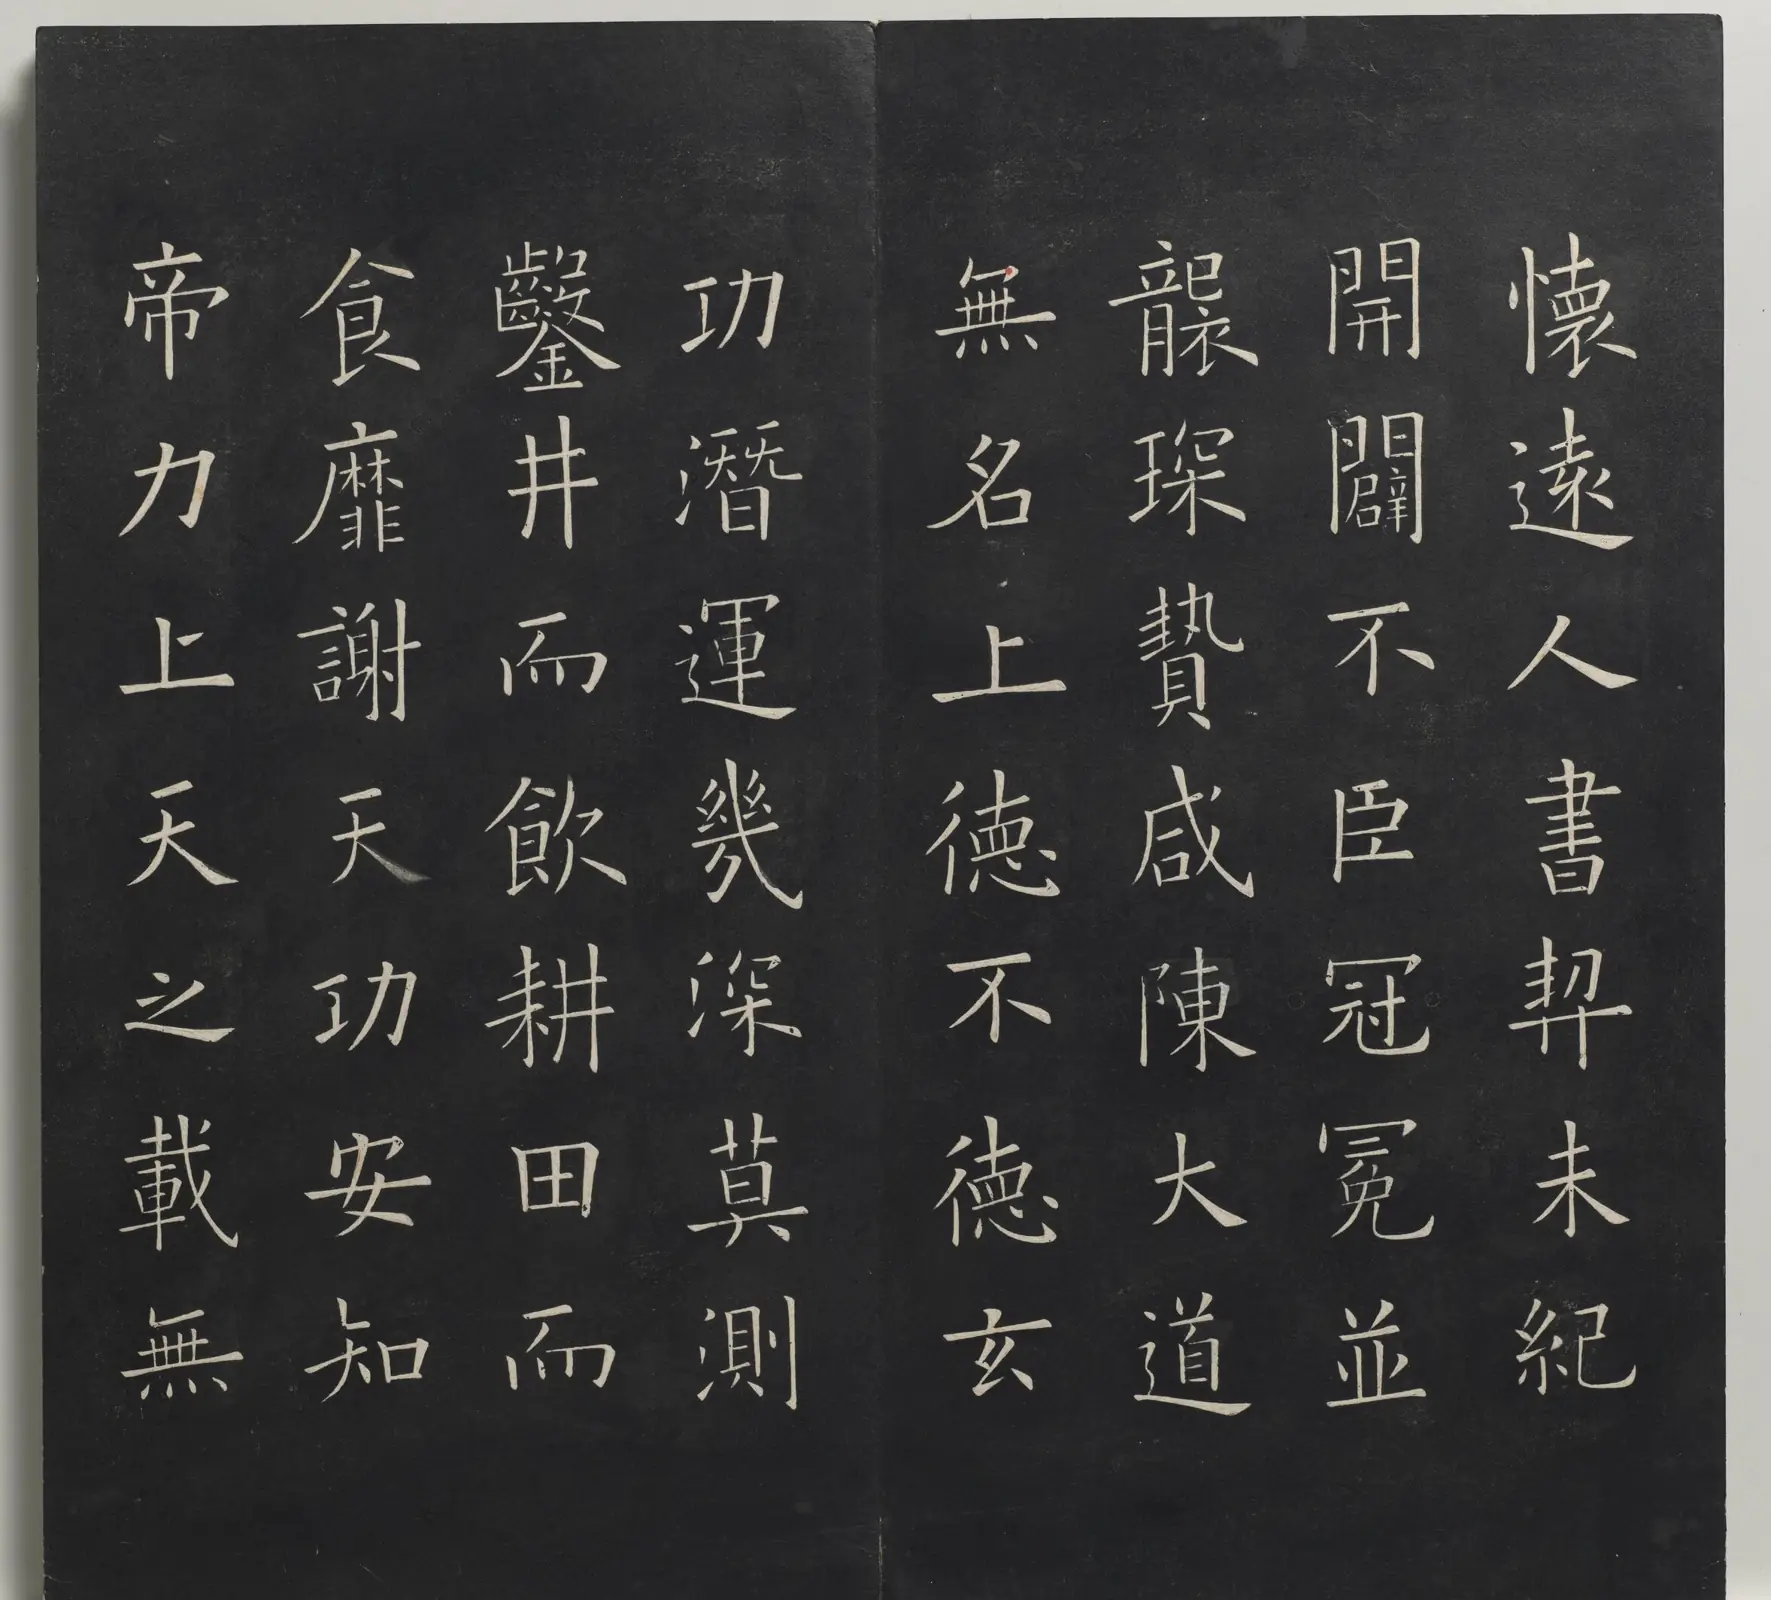 懷遠人書契未紀
開闢不臣冠冕並
襲琛贄咸陳大道
無名上德不德玄
功潛運幾深莫測
鑿井而飲耕田而
食靡謝天功安知
帝力上天之載無